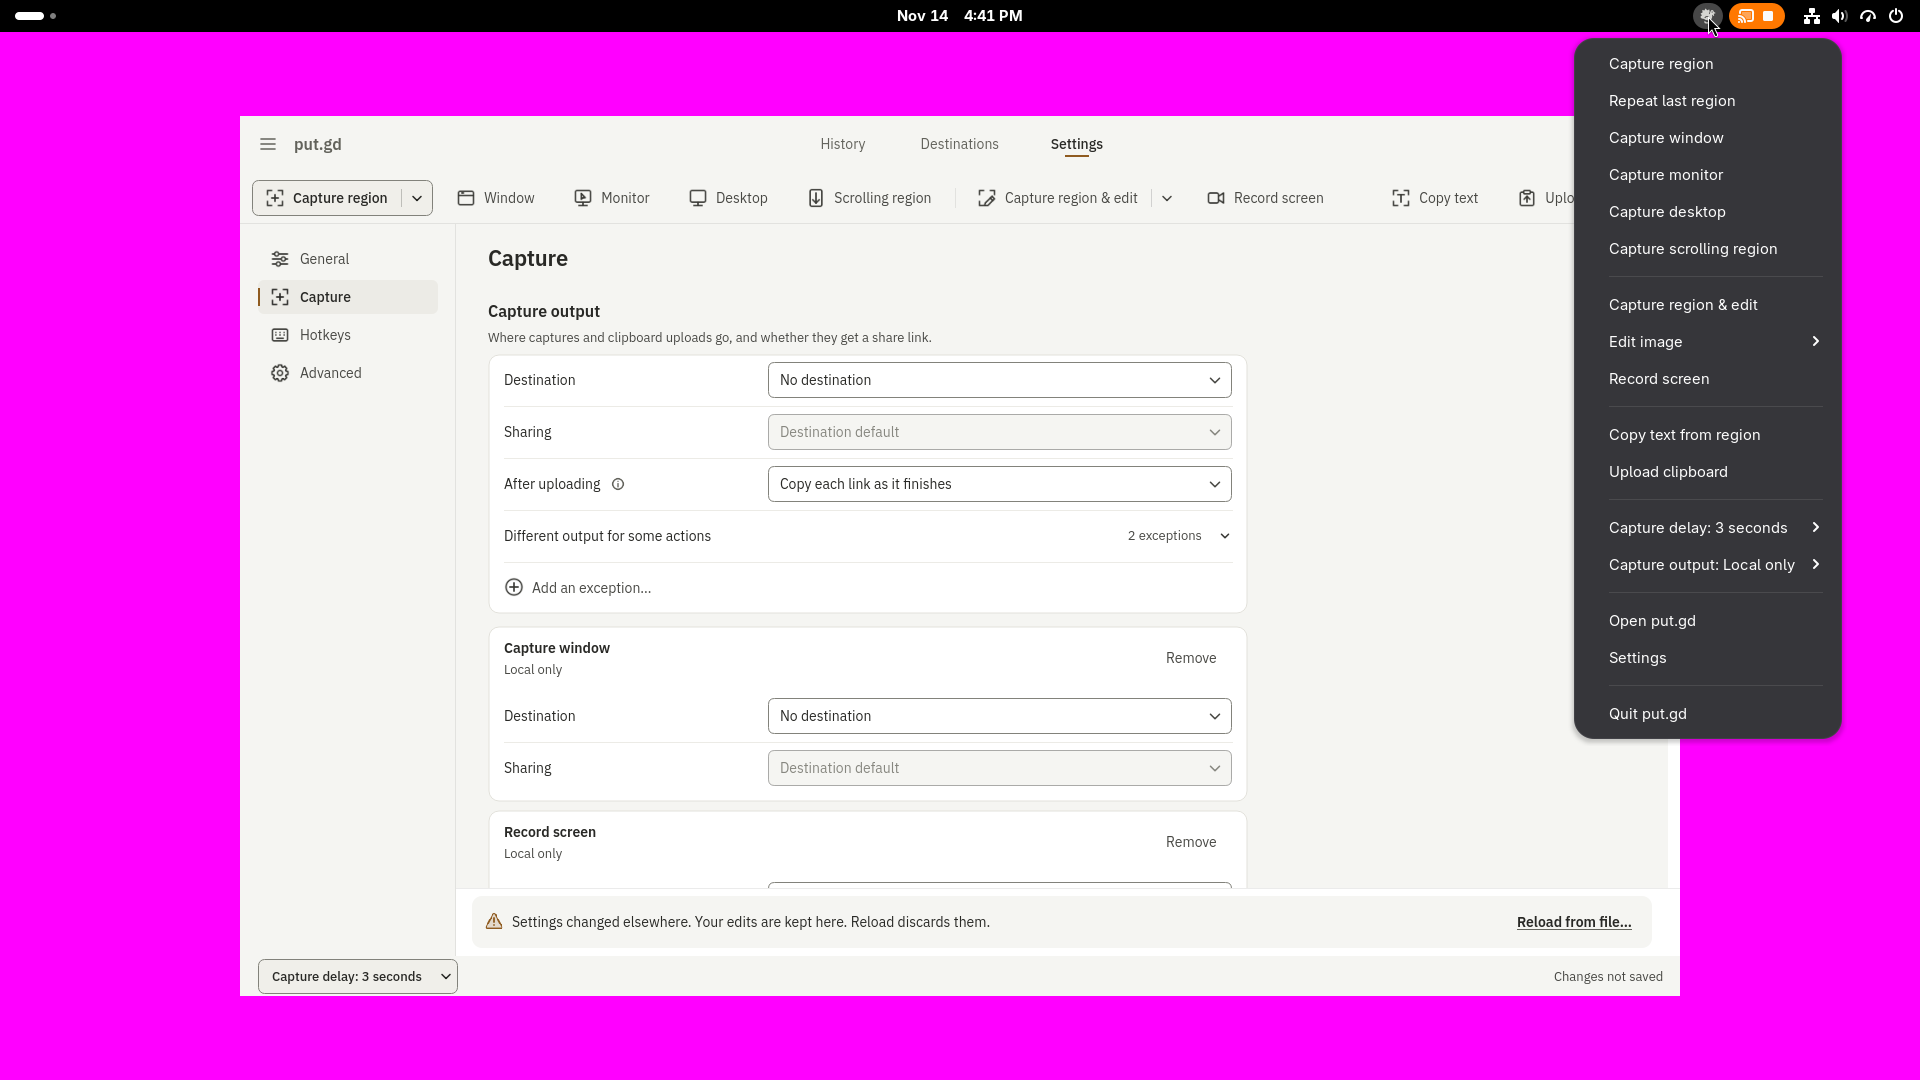 Nov 14 4:41 PM
put.gd
History
Destinations
Settings
Capture region
Window
Monitor
Desktop
Scrolling region
Capture region & edit
Record screen
Copy text
Uplo
General
Capture
Hotkeys
Advanced
Capture
Capture output
Where captures and clipboard uploads go, and whether they get a share link.
Destination
No destination
Sharing
Destination default
After uploading
Copy each link as it finishes
Different output for some actions
2 exceptions
Add an exception...
Capture window
Local only
Remove
Destination
No destination
Sharing
Destination default
Record screen
Local only
Remove
Settings changed elsewhere. Your edits are kept here. Reload discards them.
Reload from file...
Capture delay: 3 seconds
Changes not saved
Capture region
Repeat last region
Capture window
Capture monitor
Capture desktop
Capture scrolling region
Capture region & edit
Edit image
Record screen
Copy text from region
Upload clipboard
Capture delay: 3 seconds
Capture output: Local only
Open put.gd
Settings
Quit put.gd